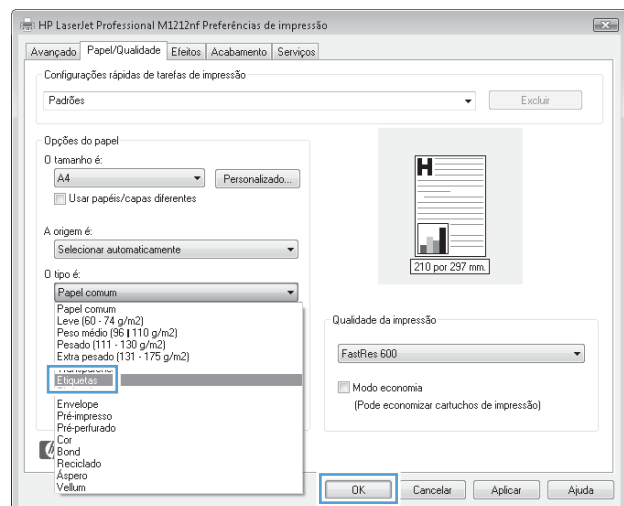 HP LaserJet Professional M1212nf Preferências de impressão
Avançado Papel/Qualidade Efeitos Acabamento Serviços
Configurações rápidas de tarefas de impressão
Padrões
Excluir
Opções do papel
O tamanho é:
A4
Personalizado...
Usar papéis/capas diferentes
A origem é:
Selecionar automaticamente
O tipo é:
Papel comum
Papel comum
Leve (60 - 74 g/m2)
Peso médio (96 | 110 g/m2)
Pesado (111 - 130 g/m2)
Extra pesado (131 - 175 g/m2)
Etiquetas
Envelope
Pré-impresso
Pré-perfurado
Cor
Bond
Reciclado
Áspero
Vellum
H
210 por 297 mm.
Qualidade da impressão
FastRes 600
Modo economia
(Pode economizar cartuchos de impressão)
OK Cancelar Aplicar Ajuda